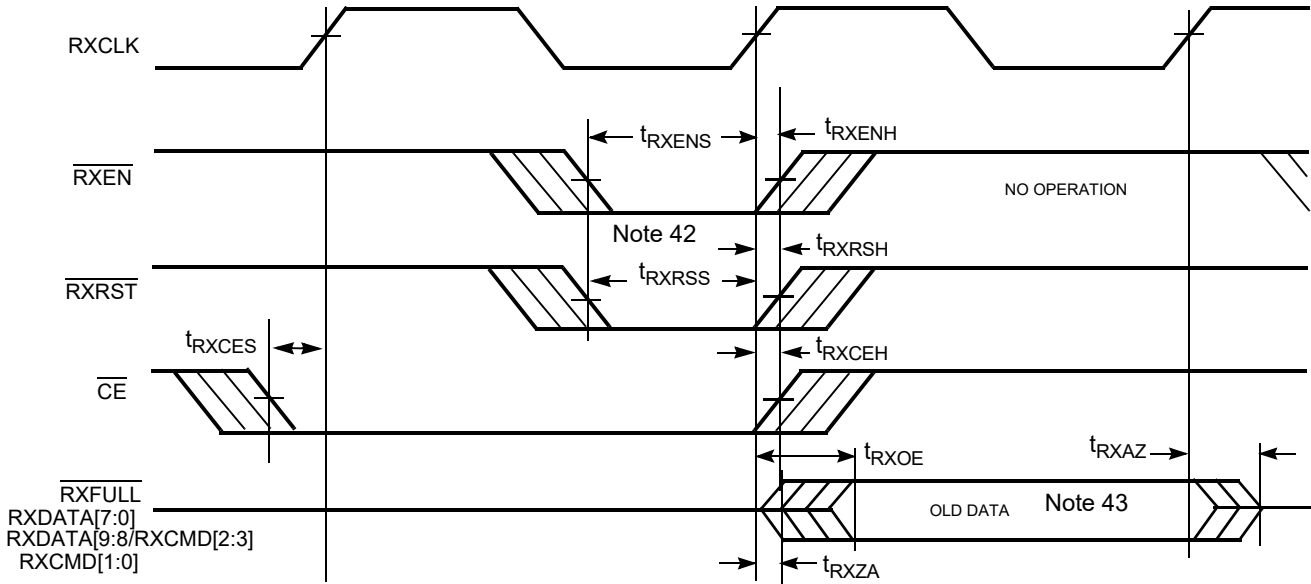 RXCLK
tRXENS
tRXENH
RXEN
NO OPERATION
Note 42
tRXRSH
RXRST
tRXRSS
tRXCES
tRXCEH
CE
tRXOE
tRXAZ
RXFULL
RXDATA[7:0]
OLD DATA
Note 43
RXDATA[9:8/RXCMD[2:3]
RXCMD[1:0]
tRXZA